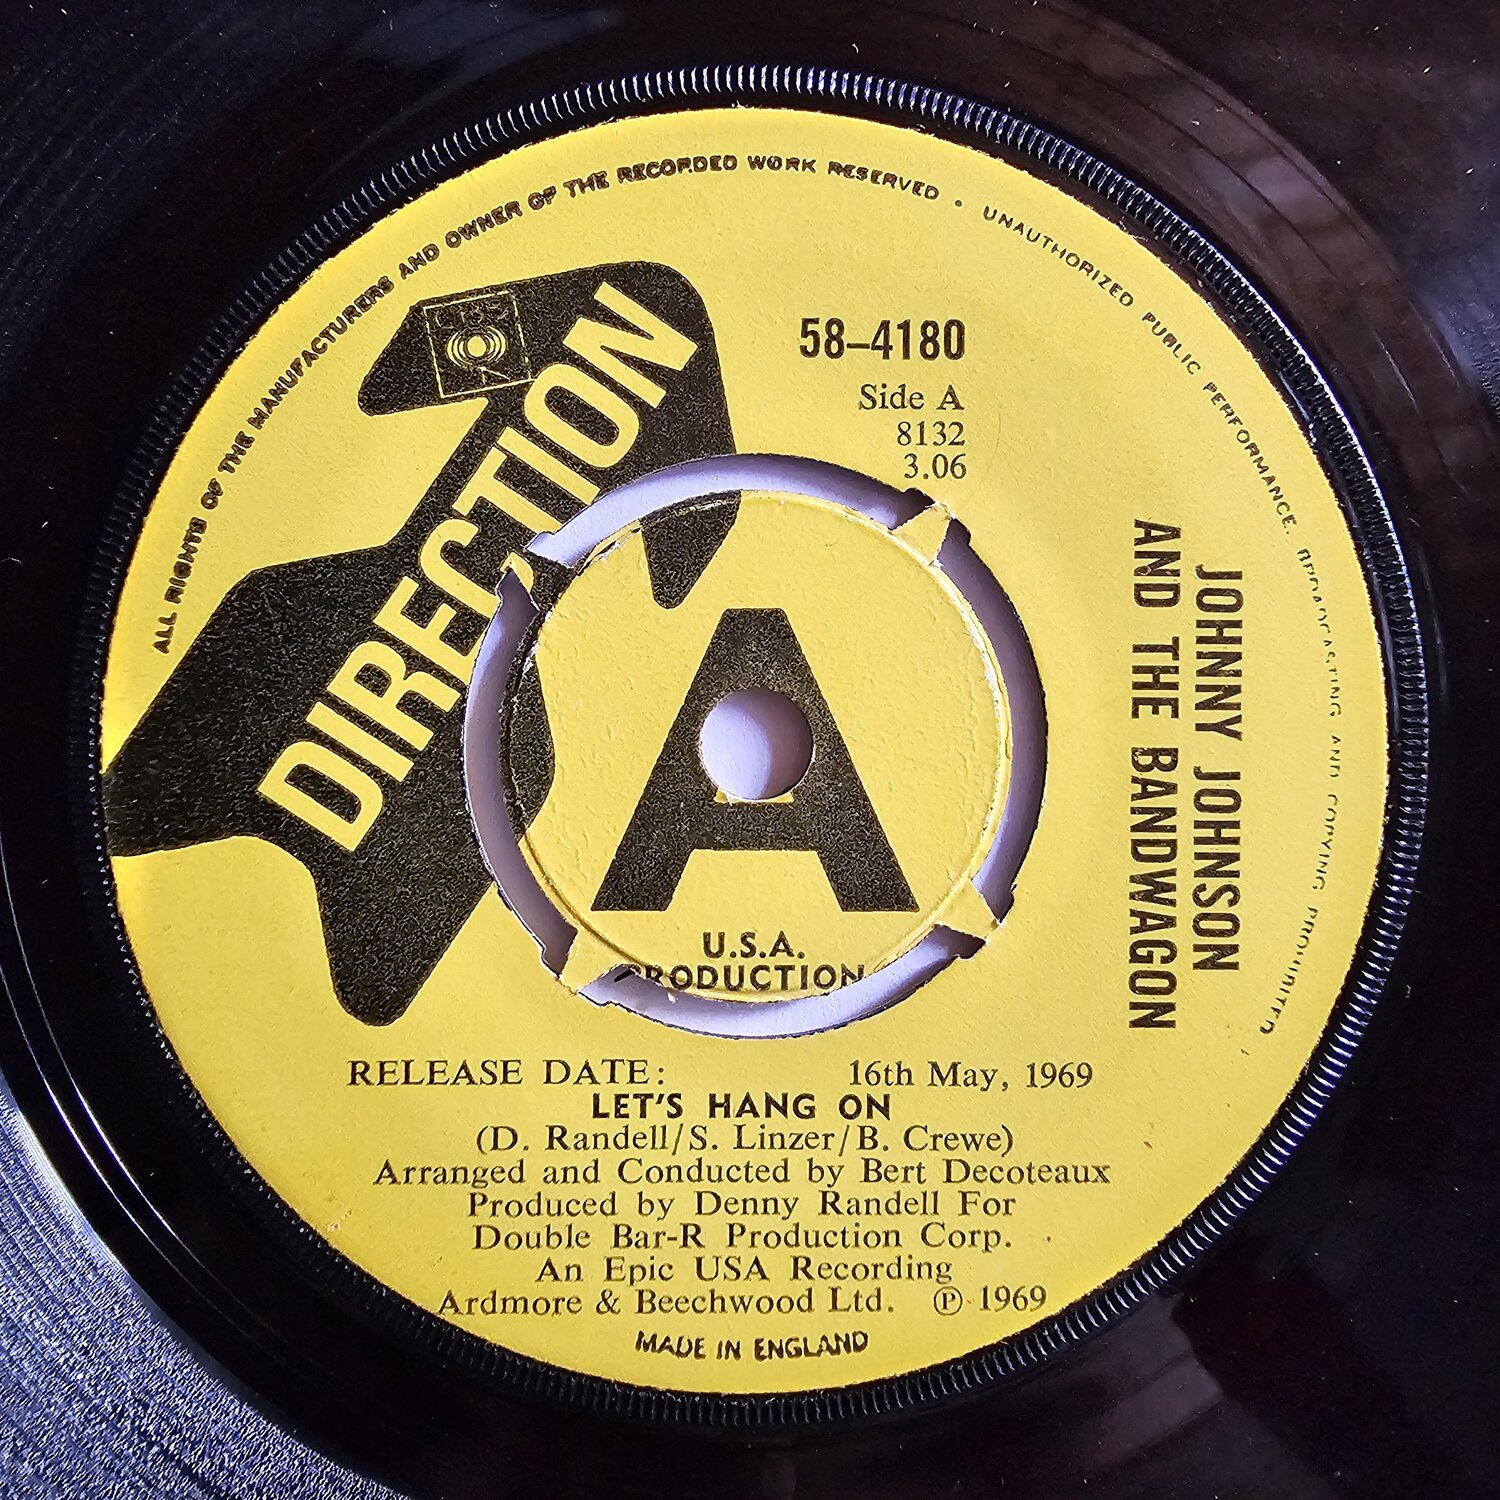 ALL RIGHTS OF THE MANUFACTURERS AND OWNER OF THE RECORDED WORK RESERVED . UNAUTHORIZED PUBLIC PERFORMANCE. BROADCASTING AND COPYING PROHIBITED
CBS
DIRECTION
58-4180
Side A
8132
3.06
JOHNNY JOHNSON
AND THE BANDWAGON
A
U.S.A.
PRODUCTION
RELEASE DATE: 16th May, 1969
LET'S HANG ON
(D. Randell/S. Linzer/B. Crewe)
Arranged and Conducted by Bert Decoteaux
Produced by Denny Randell For
Double Bar-R Production Corp.
An Epic USA Recording
Ardmore & Beechwood Ltd. ℗ 1969
MADE IN ENGLAND